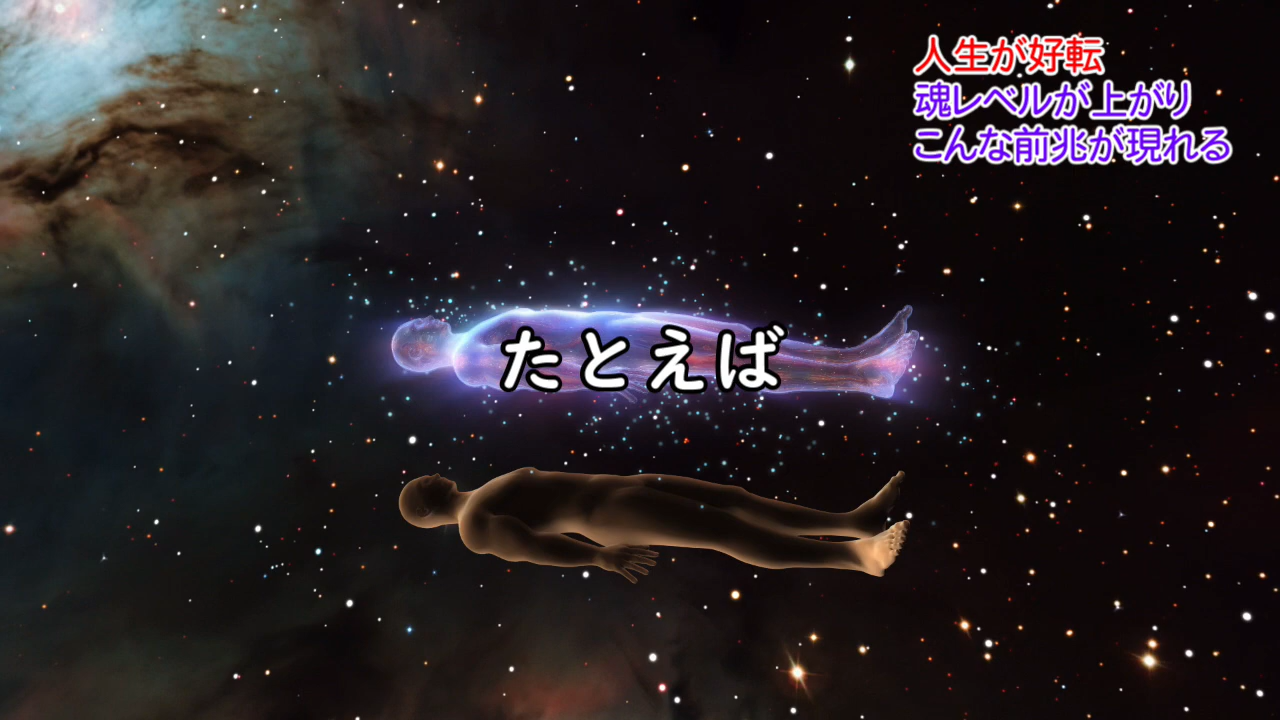 人生が好転
魂レベルが上がり
こんな前兆が現れる
たとえば